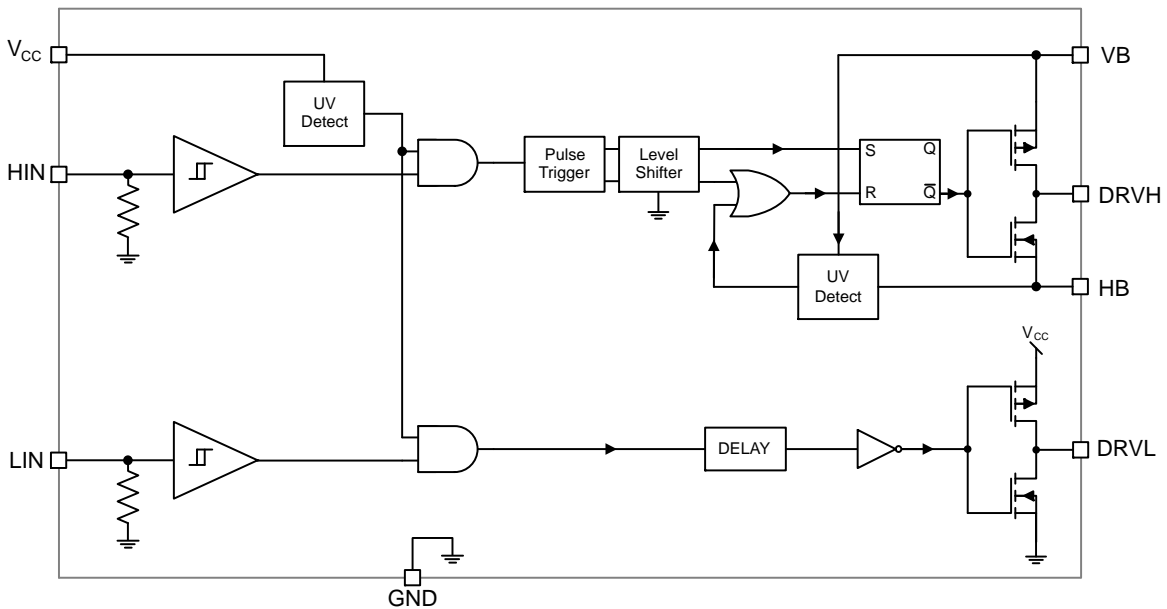 VCC
VB
UV
Detect
HIN
Pulse
Trigger
Level
Shifter
S
Q
R
Q̅
DRVH
UV
Detect
HB
VCC
LIN
DELAY
DRVL
GND